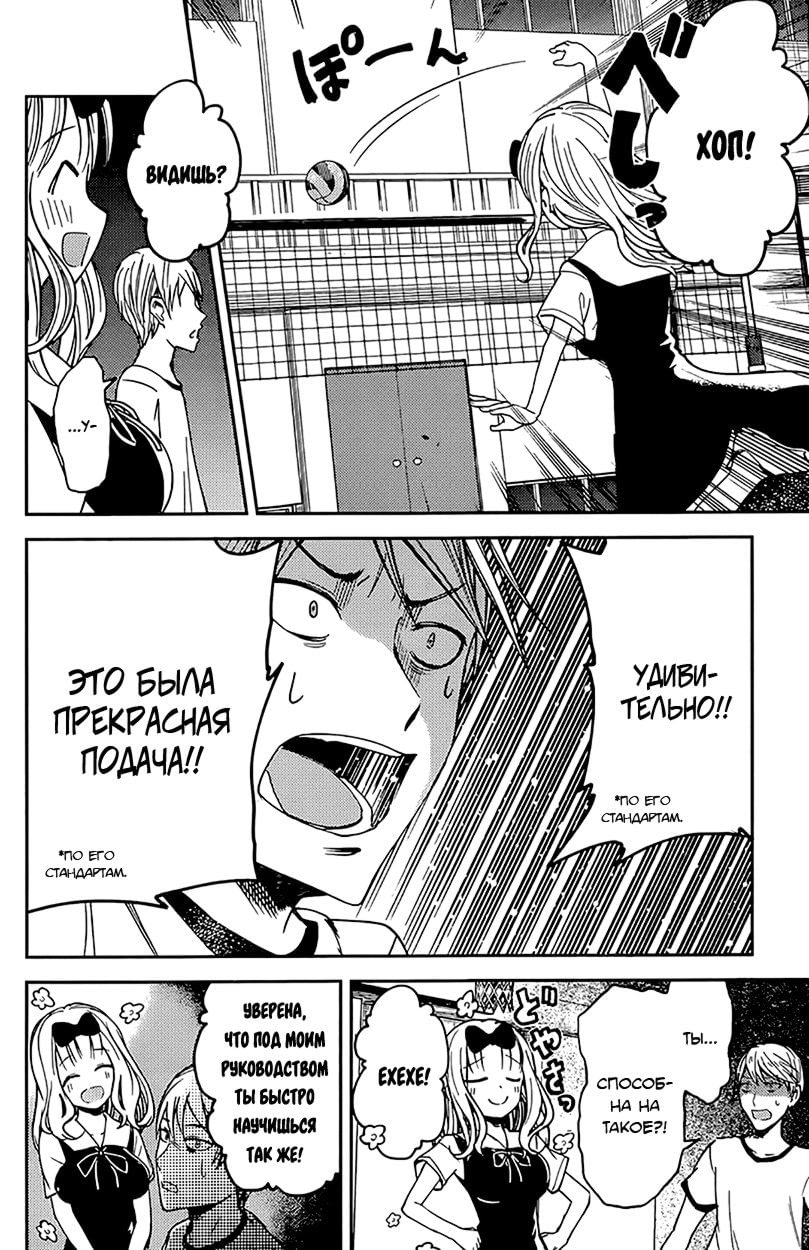 ХОП!
べしっ
ぽーん
ВИДИШЬ?
...У-
УДИВИ-
ТЕЛЬНО!!
*ПО ЕГО
СТАНДАРТАМ.
ЭТО БЫЛА
ПРЕКРАСНАЯ
ПОДАЧА!!
*ПО ЕГО
СТАНДАРТАМ.
ТЫ...
СПОСОБ-
НА НА
ТАКОЕ?!
どやさっ
ЕХЕХЕ!
УВЕРЕНА,
ЧТО ПОД МОИМ
РУКОВОДСТВОМ
ТЫ БЫСТРО
НАУЧИШЬСЯ
ТАК ЖЕ!